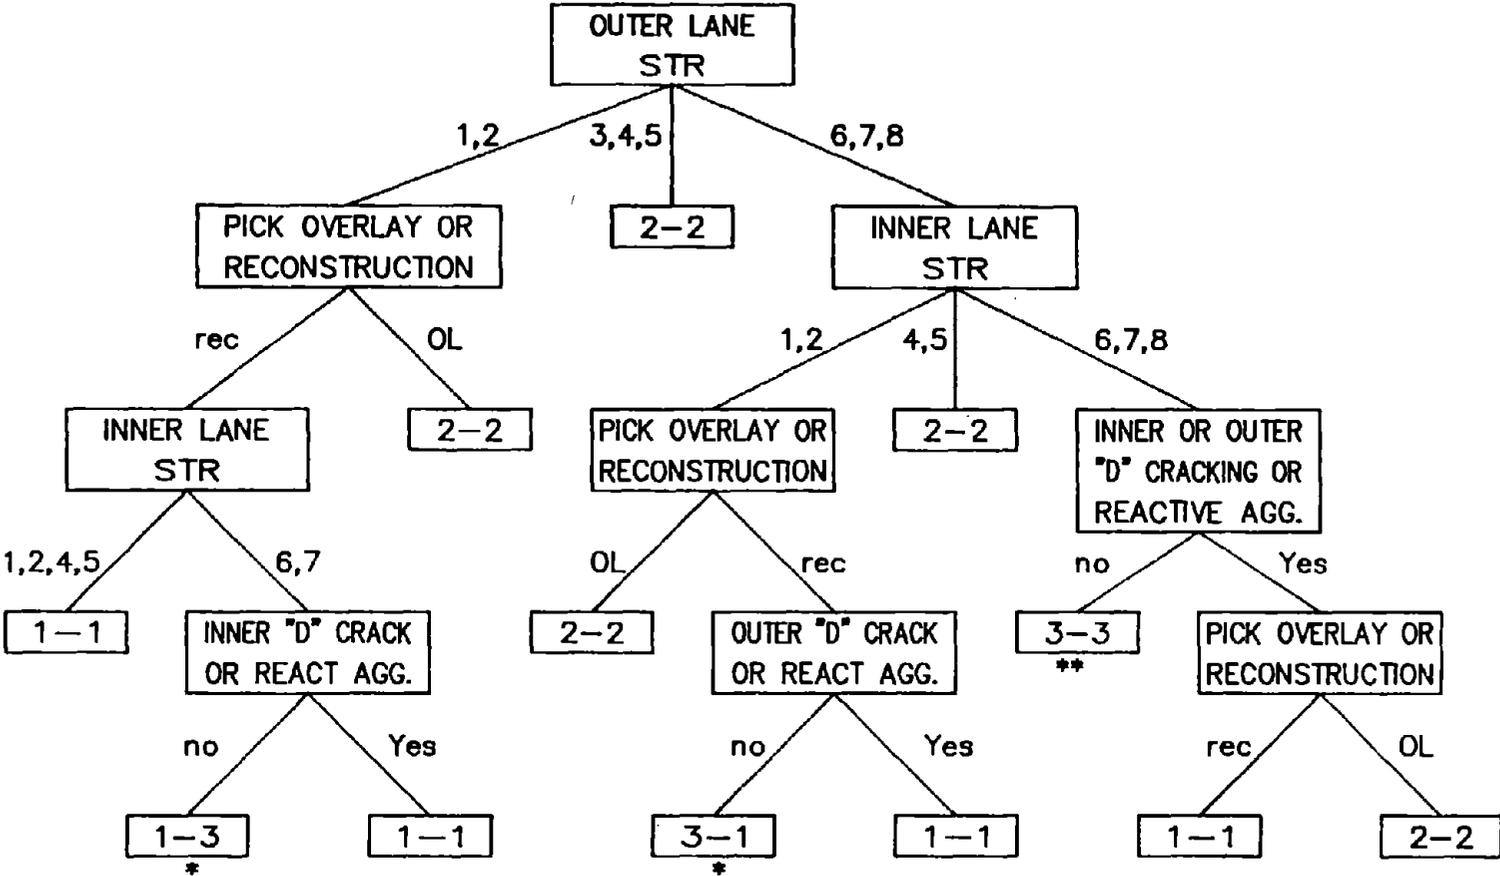 OUTER LANE
STR
1,2
3,4,5
6,7,8
PICK OVERLAY OR
RECONSTRUCTION
2-2
INNER LANE
STR
rec
OL
1,2
4,5
6,7,8
INNER LANE
STR
2-2
PICK OVERLAY OR
RECONSTRUCTION
2-2
INNER OR OUTER
"D" CRACKING OR
REACTIVE AGG.
1,2,4,5
6,7
OL
rec
no
Yes
1-1
INNER "D" CRACK
OR REACT AGG.
2-2
OUTER "D" CRACK
OR REACT AGG.
3-3
**
PICK OVERLAY OR
RECONSTRUCTION
no
Yes
no
Yes
rec
OL
1-3
*
1-1
3-1
*
1-1
1-1
2-2